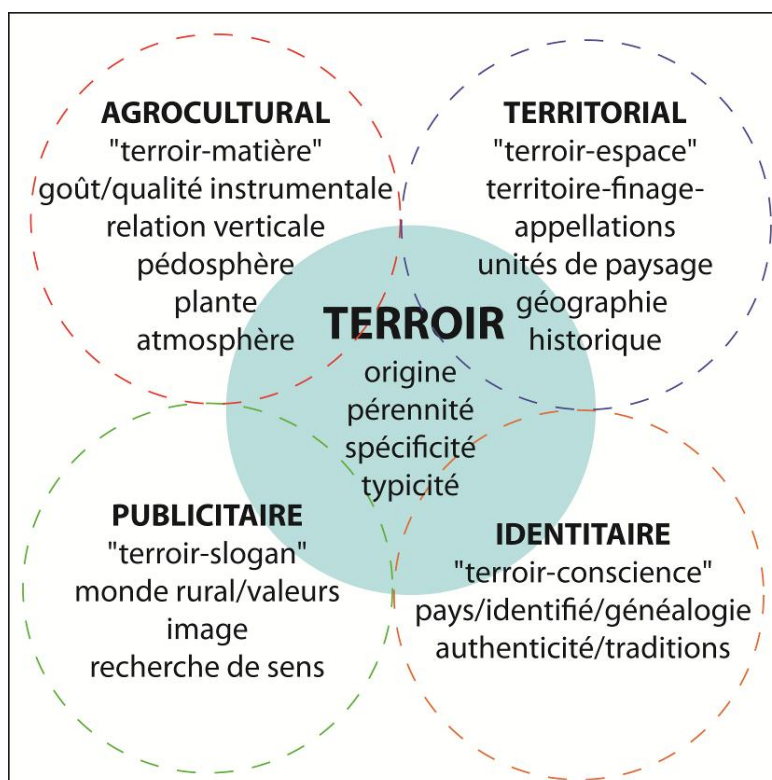 AGROCULTURAL
"terroir-matière"
goût/qualité instrumentale
relation verticale
pédosphère
plante
atmosphère
TERRITORIAL
"terroir-espace"
territoire-finage-
appellations
unités de paysage
géographie
historique
TERROIR
origine
pérennité
spécificité
typicité
PUBLICITAIRE
"terroir-slogan"
monde rural/valeurs
image
recherche de sens
IDENTITAIRE
"terroir-conscience"
pays/identifié/généalogie
authenticité/traditions